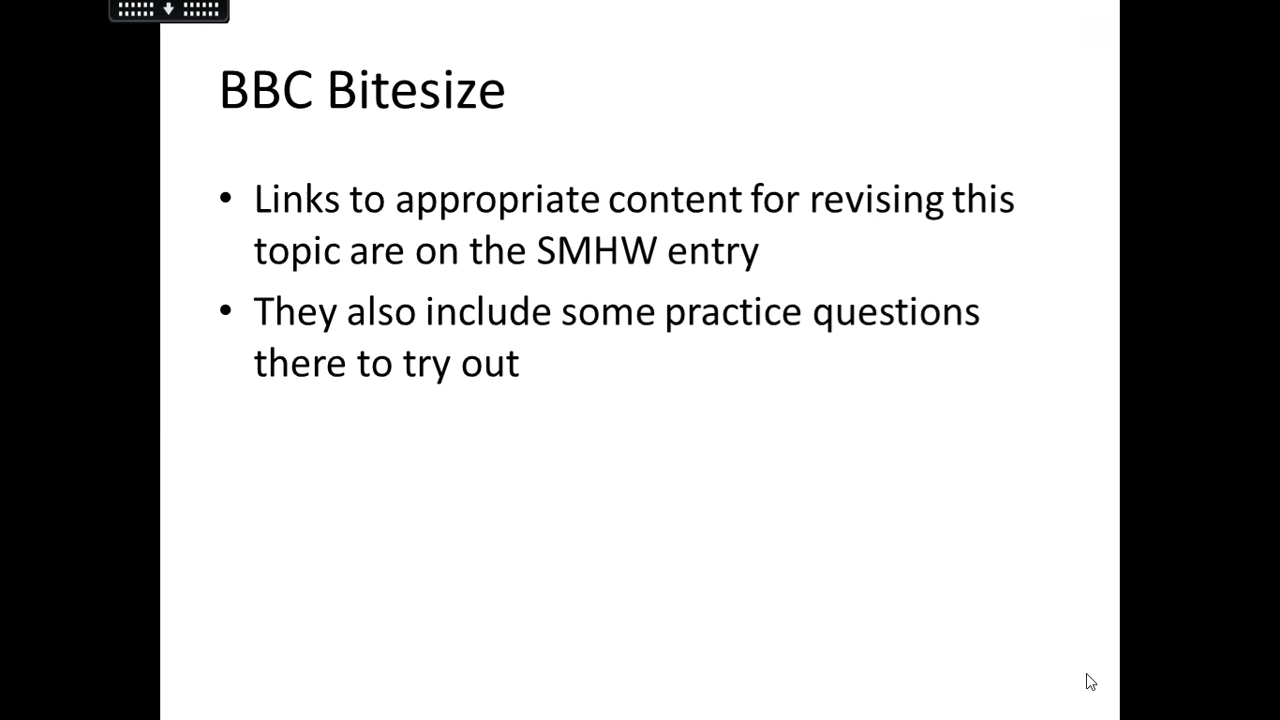 BBC Bitesize
• Links to appropriate content for revising this
topic are on the SMHW entry
• They also include some practice questions
there to try out